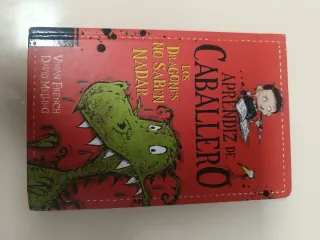 APRENDIZ DE
CABALLERO
LOS
DRAGONES
NO SABEN
NADAR
VIVIAN FRENCH
DAVID MELLING